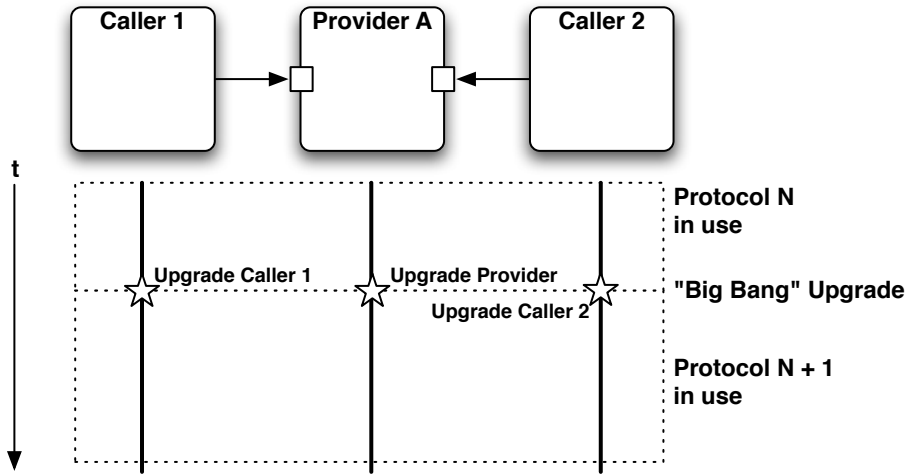 Caller 1
Provider A
Caller 2
t
Protocol N
in use
Upgrade Caller 1
Upgrade Provider
"Big Bang" Upgrade
Upgrade Caller 2
Protocol N + 1
in use